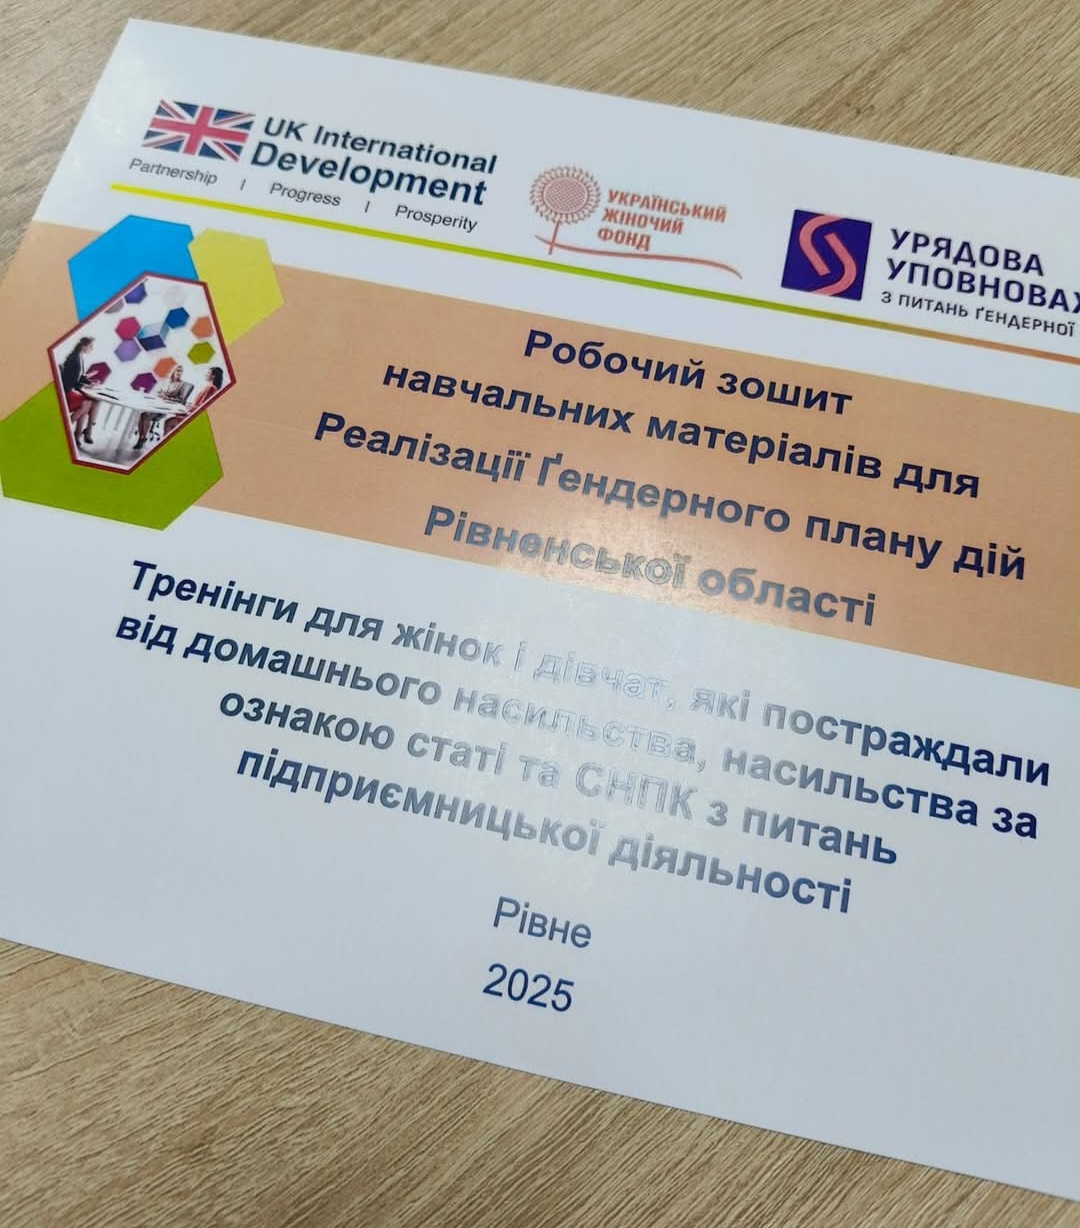 UK International
Development
Partnership | Progress | Prosperity
УКРАЇНСЬКИЙ
ЖІНОЧИЙ
ФОНД
УРЯДОВА
УПОВНОВАЖ
З ПИТАНЬ ҐЕНДЕРНОЇ
Робочий зошит
навчальних матеріалів для
Реалізації Ґендерного плану дій
Рівненської області
Тренінги для жінок і дівчат, які постраждали
від домашнього насильства, насильства за
ознакою статі та СНПК з питань
підприємницької діяльності
Рівне
2025